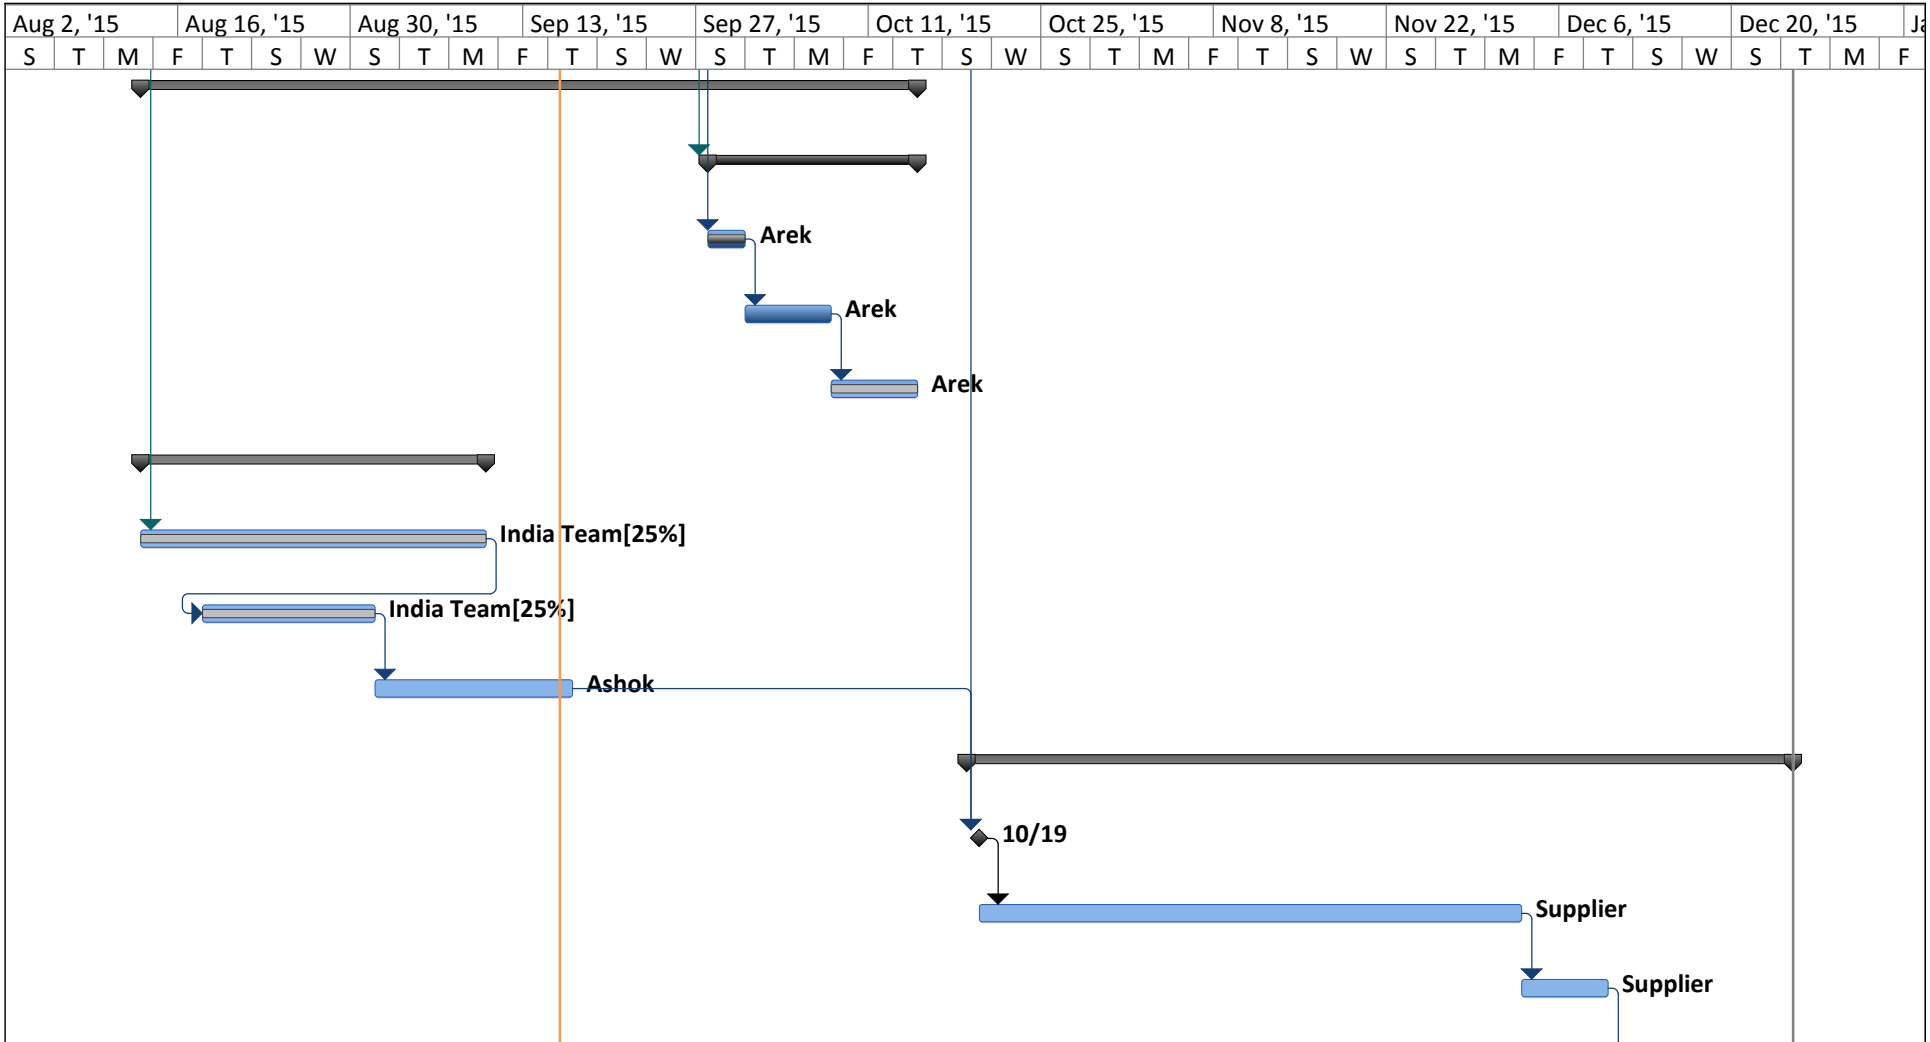 Aug 2, '15 Aug 16, '15 Aug 30, '15 Sep 13, '15 Sep 27, '15 Oct 11, '15 Oct 25, '15 Nov 8, '15 Nov 22, '15 Dec 6, '15 Dec 20, '15
S T M F T S W S T M F T S W S T M F T S W S T M F T S W S T M F T S W S T M F
Arek
Arek
Arek
India Team[25%]
India Team[25%]
Ashok
10/19
Supplier
Supplier